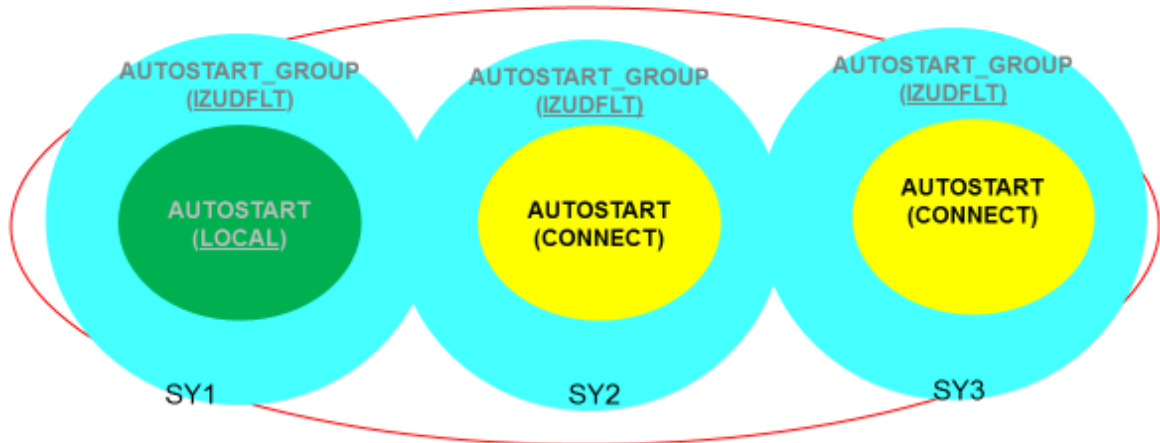 AUTOSTART_GROUP
(IZUDFLT)
AUTOSTART
(LOCAL)
SY1
AUTOSTART_GROUP
(IZUDFLT)
AUTOSTART
(CONNECT)
SY2
AUTOSTART_GROUP
(IZUDFLT)
AUTOSTART
(CONNECT)
SY3